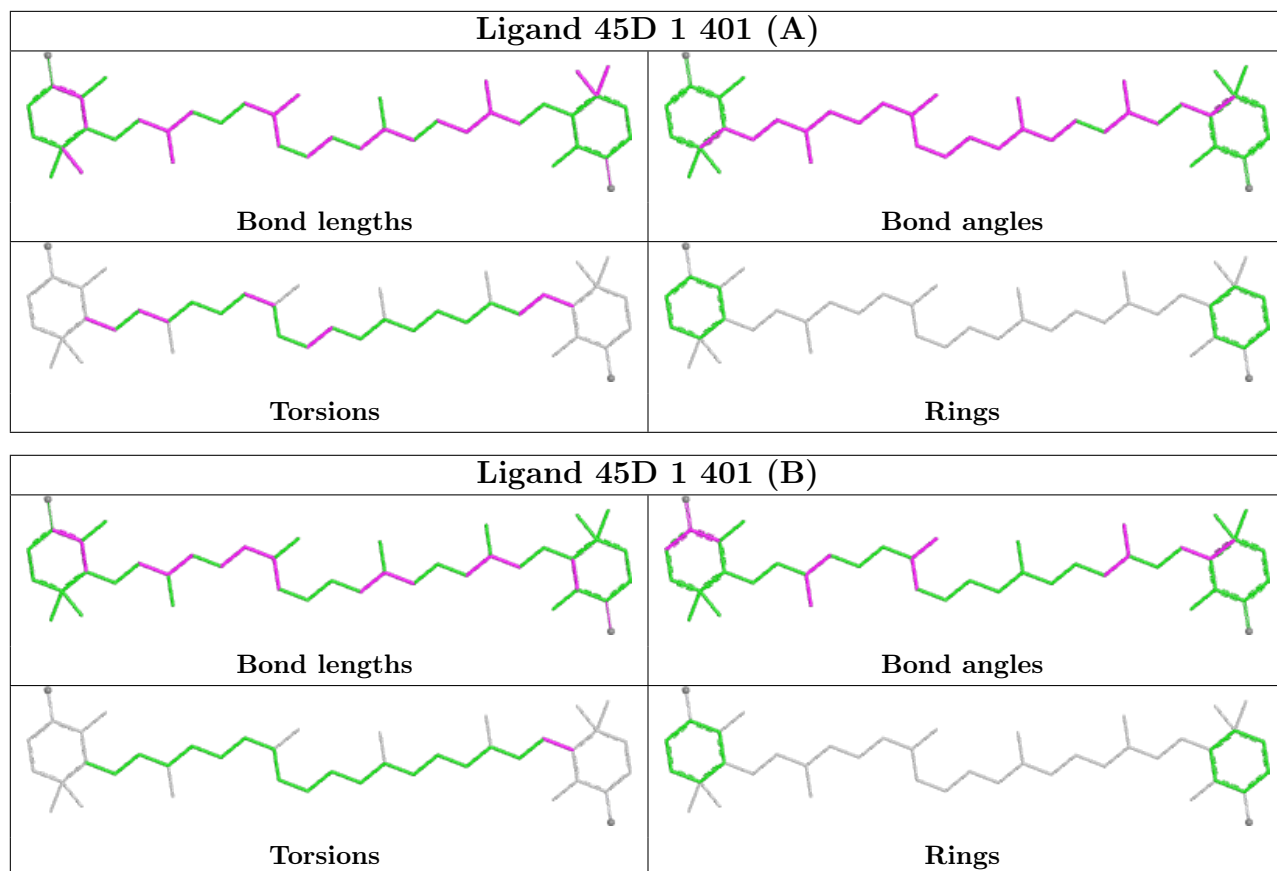 Ligand 45D 1 401 (A)
Bond lengths
Bond angles
Torsions
Rings
Ligand 45D 1 401 (B)
Bond lengths
Bond angles
Torsions
Rings